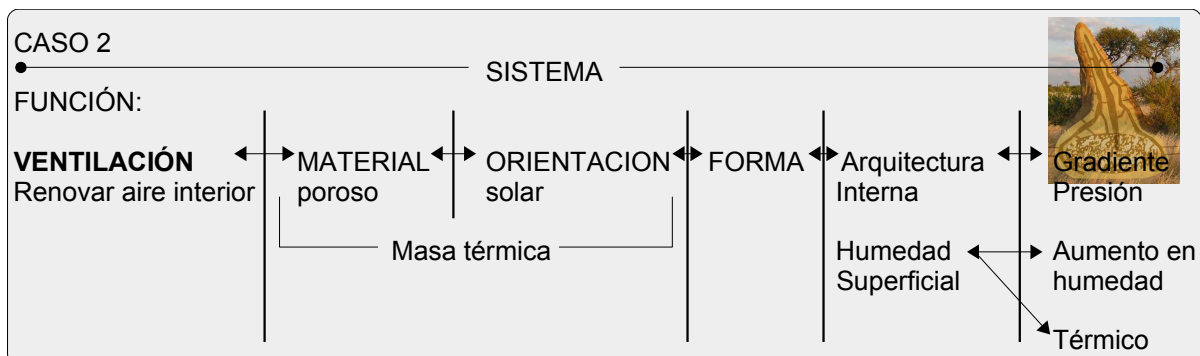 CASO 2
SISTEMA
FUNCIÓN:
VENTILACIÓN MATERIAL ORIENTACION FORMA Arquitectura Gradiente
Renovar aire interior poroso solar Interna Presión
Masa térmica Humedad Aumento en
Superficial humedad
Térmico